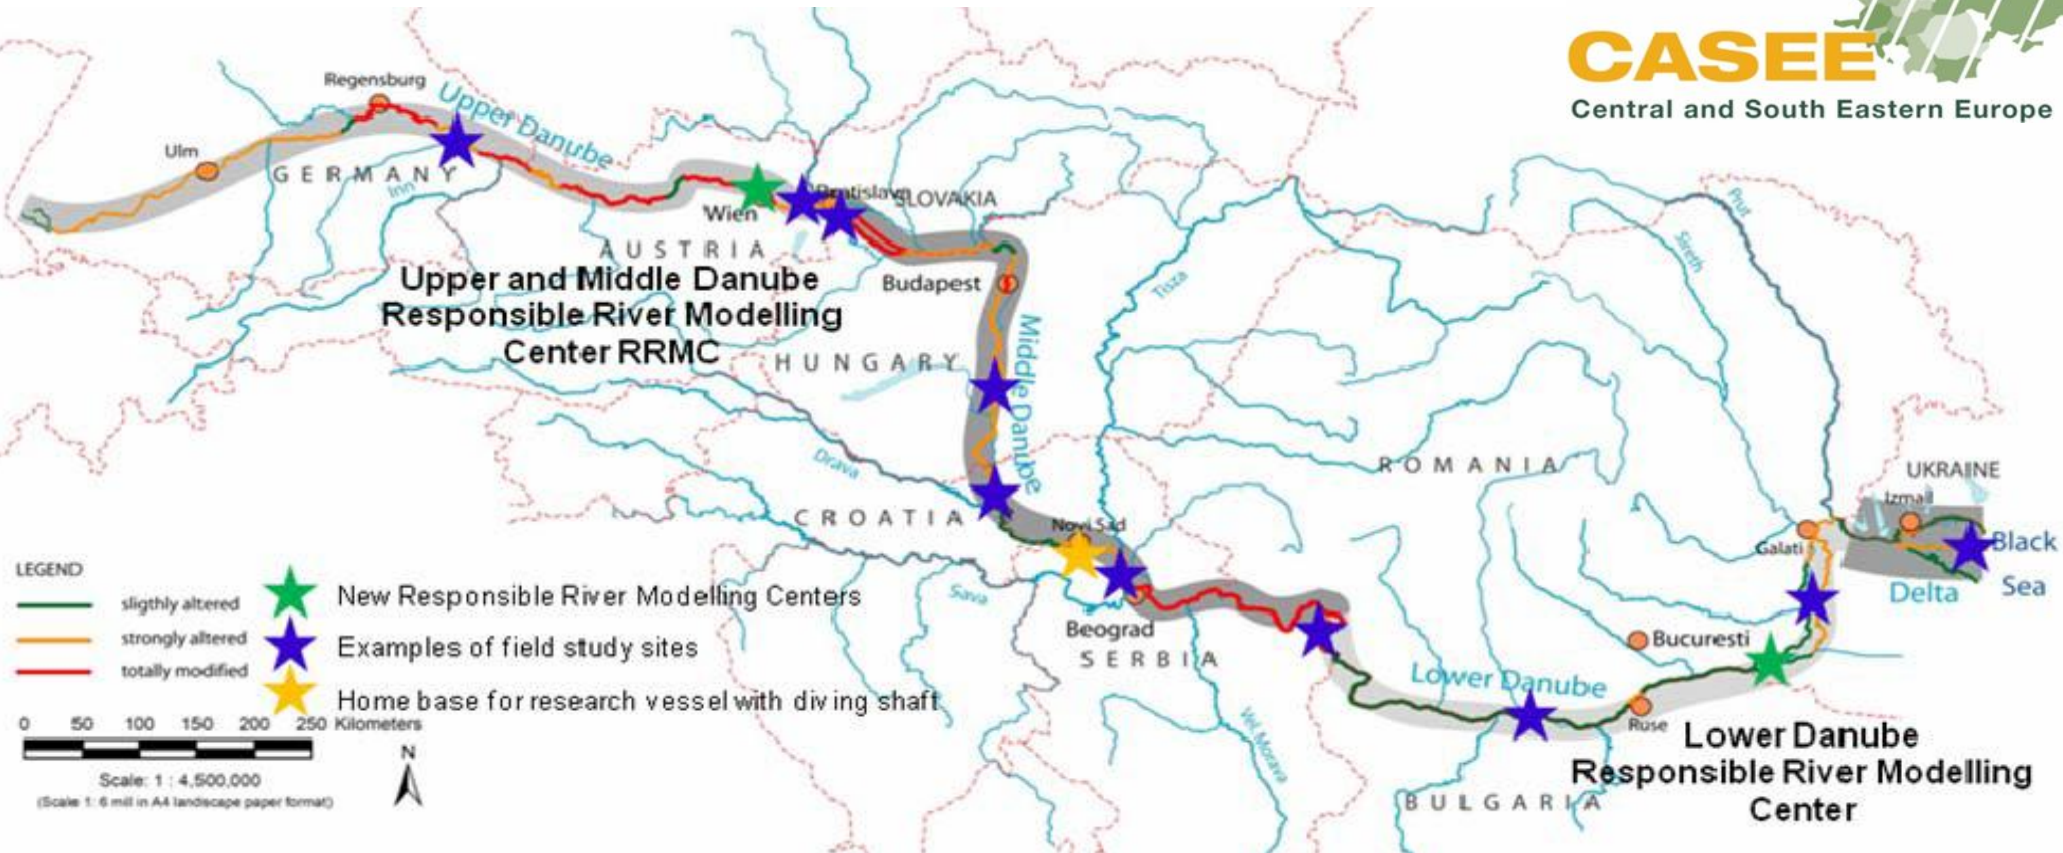 CASEE
Central and South Eastern Europe
Regensburg
Upper Danube
Ulm
GERMANY
Inn
Bratislava
SLOVAKIA
Wien
AUSTRIA
Upper and Middle Danube
Responsible River Modelling
Center RRMC
Budapest
HUNGARY
Middle Danube
Tisza
Prut
Sireth
Drava
CROATIA
Novi Sad
ROMANIA
UKRAINE
Izmail
Galati
Black
Sea
Delta
Sava
Beograd
SERBIA
Bucuresti
Lower Danube
Ruse
Vel.Morava
BULGARIA
Lower Danube
Responsible River Modelling
Center
LEGEND
sligthly altered
strongly altered
totally modified
New Responsible River Modelling Centers
Examples of field study sites
Home base for research vessel with diving shaft
0 50 100 150 200 250 Kilometers
N
Scale: 1 : 4,500,000
(Scale 1: 6 mill in A4 landscape paper format)